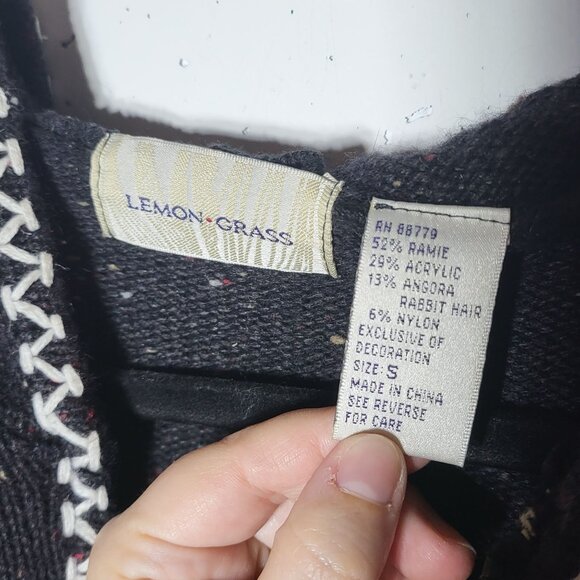 LEMON·GRASS
RN 88779
52% RAMIE
29% ACRYLIC
13% ANGORA
RABBIT HAIR
6% NYLON
EXCLUSIVE OF
DECORATION
SIZE: S
MADE IN CHINA
SEE REVERSE
FOR CARE